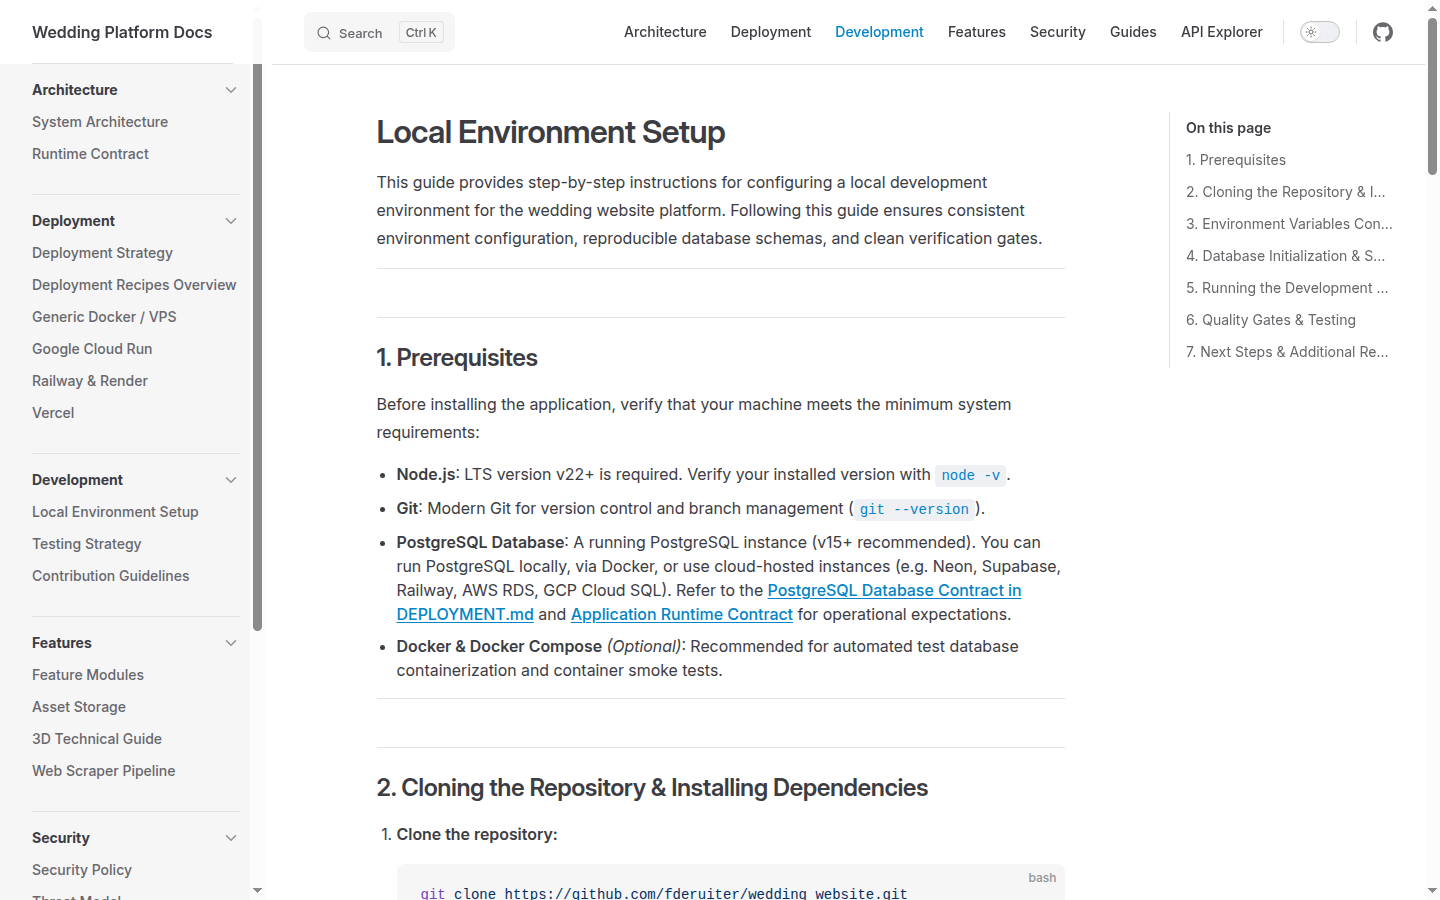 Wedding Platform Docs
Search
Ctrl K
Architecture
Deployment
Development
Features
Security
Guides
API Explorer
Architecture
System Architecture
Runtime Contract
Deployment
Deployment Strategy
Deployment Recipes Overview
Generic Docker / VPS
Google Cloud Run
Railway & Render
Vercel
Development
Local Environment Setup
Testing Strategy
Contribution Guidelines
Features
Feature Modules
Asset Storage
3D Technical Guide
Web Scraper Pipeline
Security
Security Policy
Threat Model
Local Environment Setup
This guide provides step-by-step instructions for configuring a local development
environment for the wedding website platform. Following this guide ensures consistent
environment configuration, reproducible database schemas, and clean verification gates.
1. Prerequisites
Before installing the application, verify that your machine meets the minimum system
requirements:
• Node.js: LTS version v22+ is required. Verify your installed version with node -v.
• Git: Modern Git for version control and branch management (git --version).
• PostgreSQL Database: A running PostgreSQL instance (v15+ recommended). You can
run PostgreSQL locally, via Docker, or use cloud-hosted instances (e.g. Neon, Supabase,
Railway, AWS RDS, GCP Cloud SQL). Refer to the PostgreSQL Database Contract in
DEPLOYMENT.md and Application Runtime Contract for operational expectations.
• Docker & Docker Compose (Optional): Recommended for automated test database
containerization and container smoke tests.
2. Cloning the Repository & Installing Dependencies
1. Clone the repository:
bash
git clone https://github.com/fderuiter/wedding_website.git
On this page
1. Prerequisites
2. Cloning the Repository & I...
3. Environment Variables Con...
4. Database Initialization & S...
5. Running the Development ...
6. Quality Gates & Testing
7. Next Steps & Additional Re...